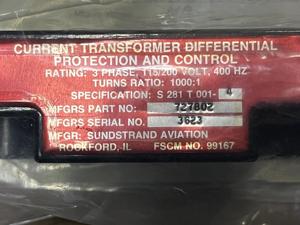 CURRENT TRANSFORMER DIFFERENTIAL
PROTECTION AND CONTROL
RATING: 3 PHASE, 115/200 VOLT, 400 HZ
TURNS RATIO: 1000:1
SPECIFICATION: S 281 T 001- 4
MFGRS PART NO. 727802
MFGRS SERIAL NO. 3623
MFGR: SUNDSTRAND AVIATION
ROCKFORD, IL FSCM NO. 99167